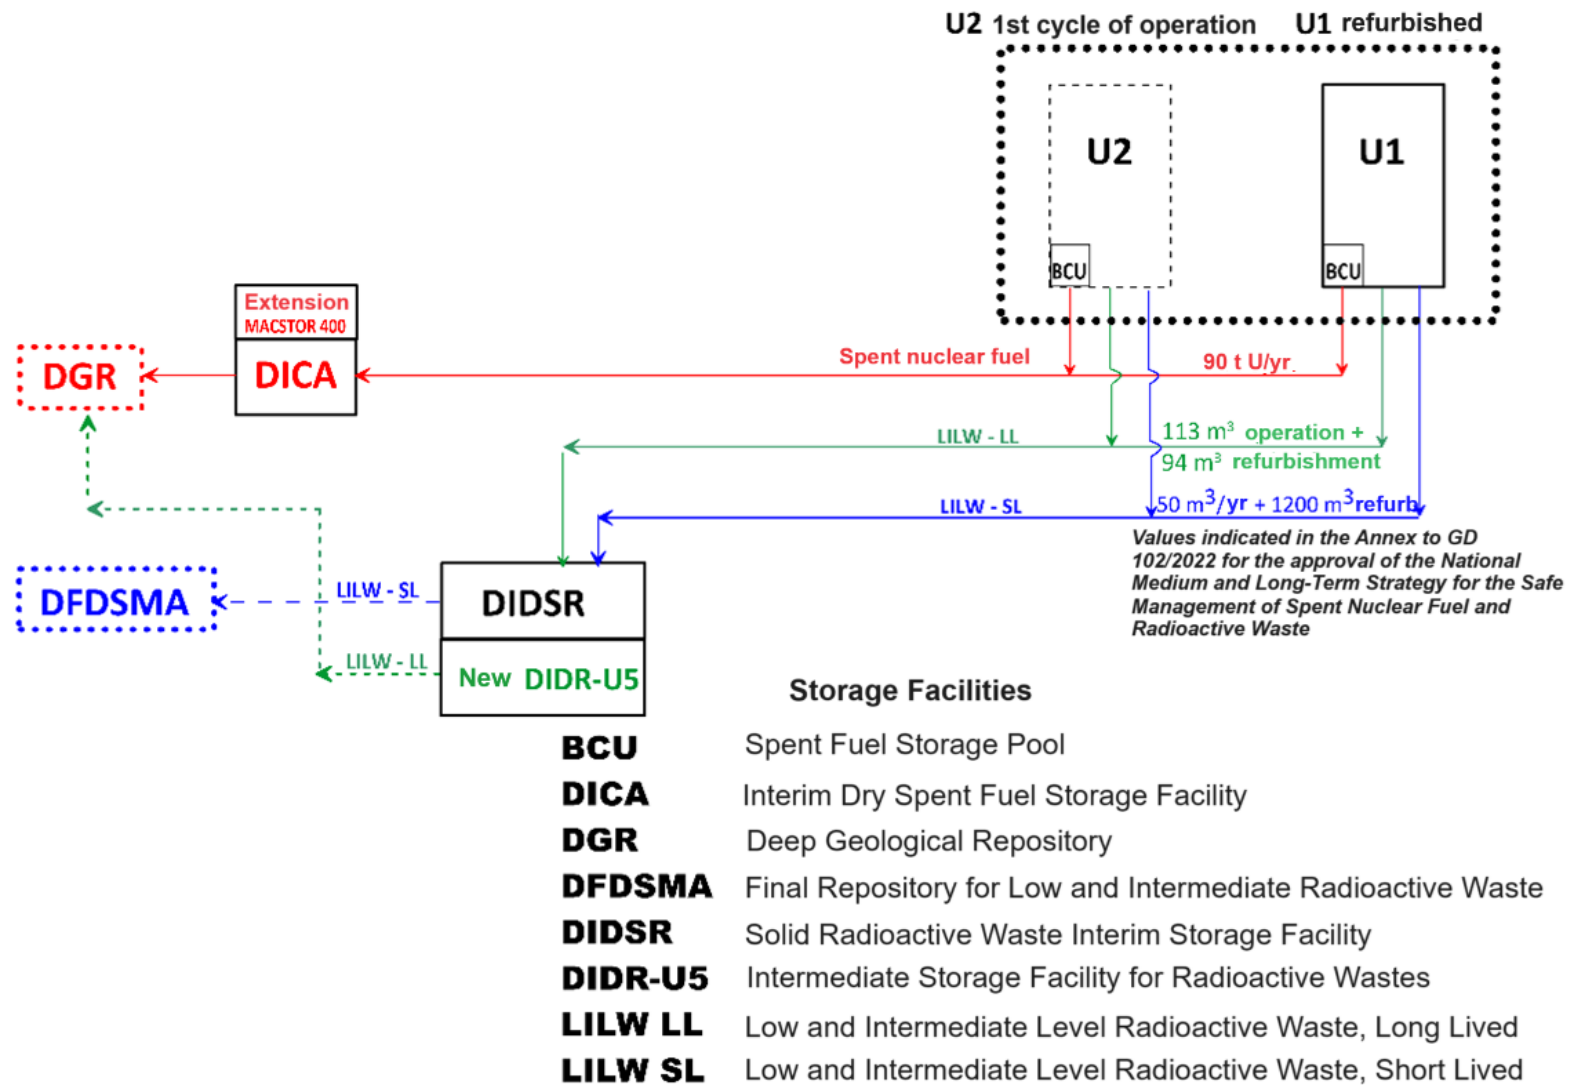 U2 1st cycle of operation U1 refurbished
U2
U1
BCU
BCU
Extension
MACSTOR 400
DICA
DGR
Spent nuclear fuel
90 t U/yr.
LILW - LL
113 m³ operation +
94 m³ refurbishment
LILW - SL
50 m³/yr + 1200 m³refurb
Values indicated in the Annex to GD
102/2022 for the approval of the National
Medium and Long-Term Strategy for the Safe
Management of Spent Nuclear Fuel and
Radioactive Waste
DFDSMA
LILW - SL
DIDSR
LILW - LL
New DIDR-U5
Storage Facilities
BCU Spent Fuel Storage Pool
DICA Interim Dry Spent Fuel Storage Facility
DGR Deep Geological Repository
DFDSMA Final Repository for Low and Intermediate Radioactive Waste
DIDSR Solid Radioactive Waste Interim Storage Facility
DIDR-U5 Intermediate Storage Facility for Radioactive Wastes
LILW LL Low and Intermediate Level Radioactive Waste, Long Lived
LILW SL Low and Intermediate Level Radioactive Waste, Short Lived